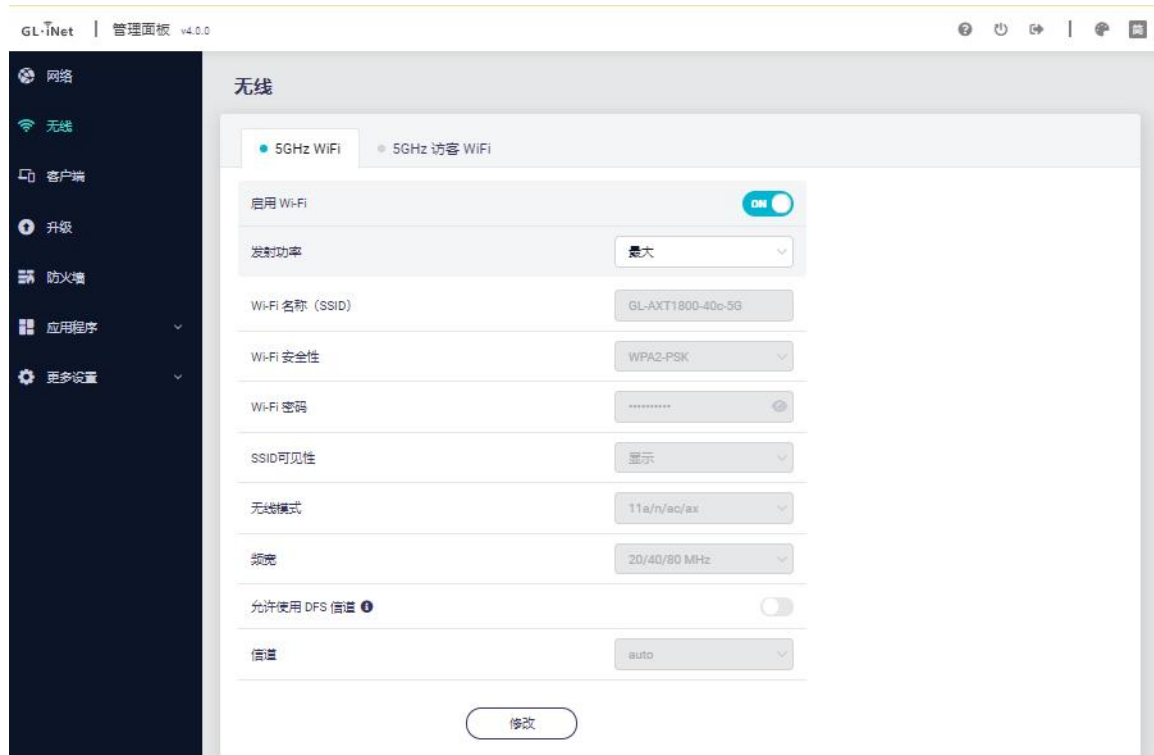 GL·iNet | 管理面板 v4.0.0 简
网络
无线
客户端
升级
防火墙
应用程序
更多设置
无线
5GHz WiFi 5GHz 访客 WiFi
启用 Wi-Fi ON
发射功率 最大
Wi-Fi 名称（SSID） GL-AXT1800-40c-5G
Wi-Fi 安全性 WPA2-PSK
Wi-Fi 密码 ••••••••••
SSID可见性 显示
无线模式 11a/n/ac/ax
频宽 20/40/80 MHz
允许使用 DFS 信道
信道 auto
修改